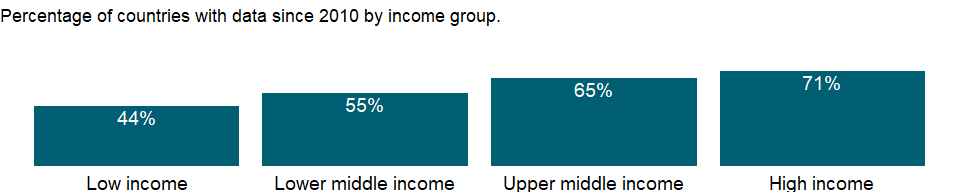 Percentage of countries with data since 2010 by income group.
44%
55%
65%
71%
Low income
Lower middle income
Upper middle income
High income